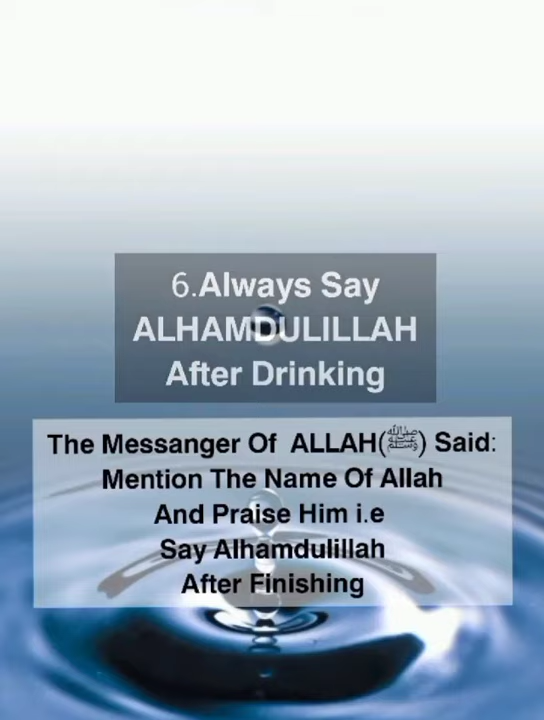 6.Always Say
ALHAMDULILLAH
After Drinking
The Messanger Of ALLAH(ﷺ) Said:
Mention The Name Of Allah
And Praise Him i.e
Say Alhamdulillah
After Finishing